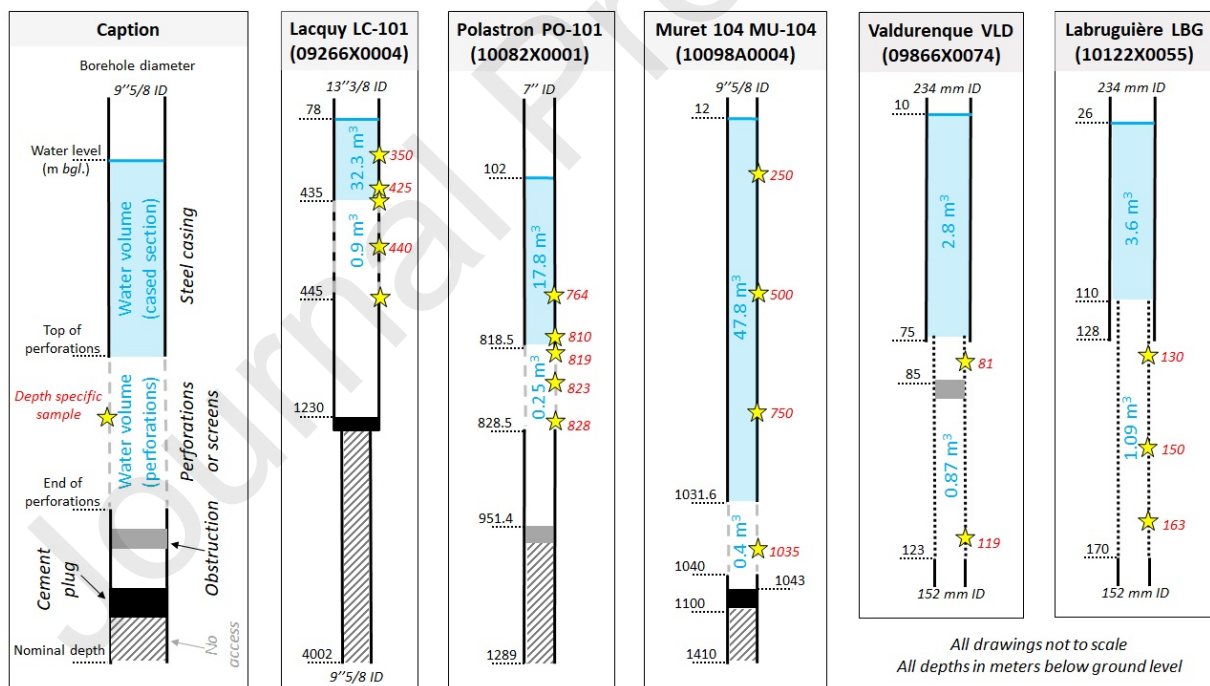 Caption
Borehole diameter
9’’5/8 ID
Water level
(m bgl.)
Water volume
(cased section)
Steel casing
Top of
perforations
Depth specific
sample
Water volume
(perforations)
Perforations
or screens
End of
perforations
Obstruction
Cement
plug
Nominal depth
No
access
Lacquy LC-101
(09266X0004)
13’’3/8 ID
78
32.3 m³
350
425
435
0.9 m³
440
445
1230
4002
9’’5/8 ID
Polastron PO-101
(10082X0001)
7’’ ID
102
17.8 m³
764
810
818.5
819
0.25 m³
823
828
828.5
951.4
1289
Muret 104 MU-104
(10098A0004)
9’’5/8 ID
12
250
47.8 m³
500
750
1031.6
0.4 m³
1035
1040
1043
1100
1410
Valdurenque VLD
(09866X0074)
234 mm ID
10
2.8 m³
75
81
85
0.87 m³
119
123
152 mm ID
Labruguière LBG
(10122X0055)
234 mm ID
26
3.6 m³
110
128
130
1.09 m³
150
163
170
152 mm ID
All drawings not to scale
All depths in meters below ground level
Journal Pr